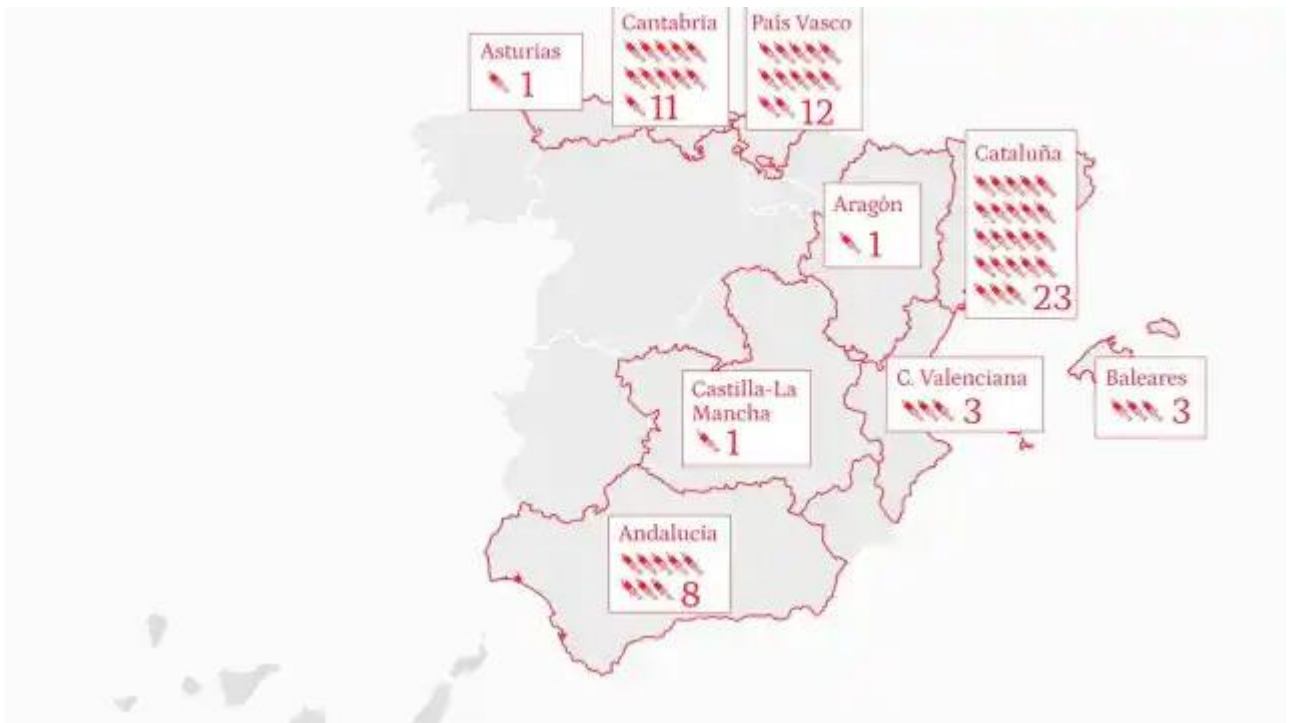 Cantabria
11
País Vasco
12
Asturias
1
Cataluña
23
Aragón
1
C. Valenciana
3
Baleares
3
Castilla-La
Mancha
1
Andalucía
8